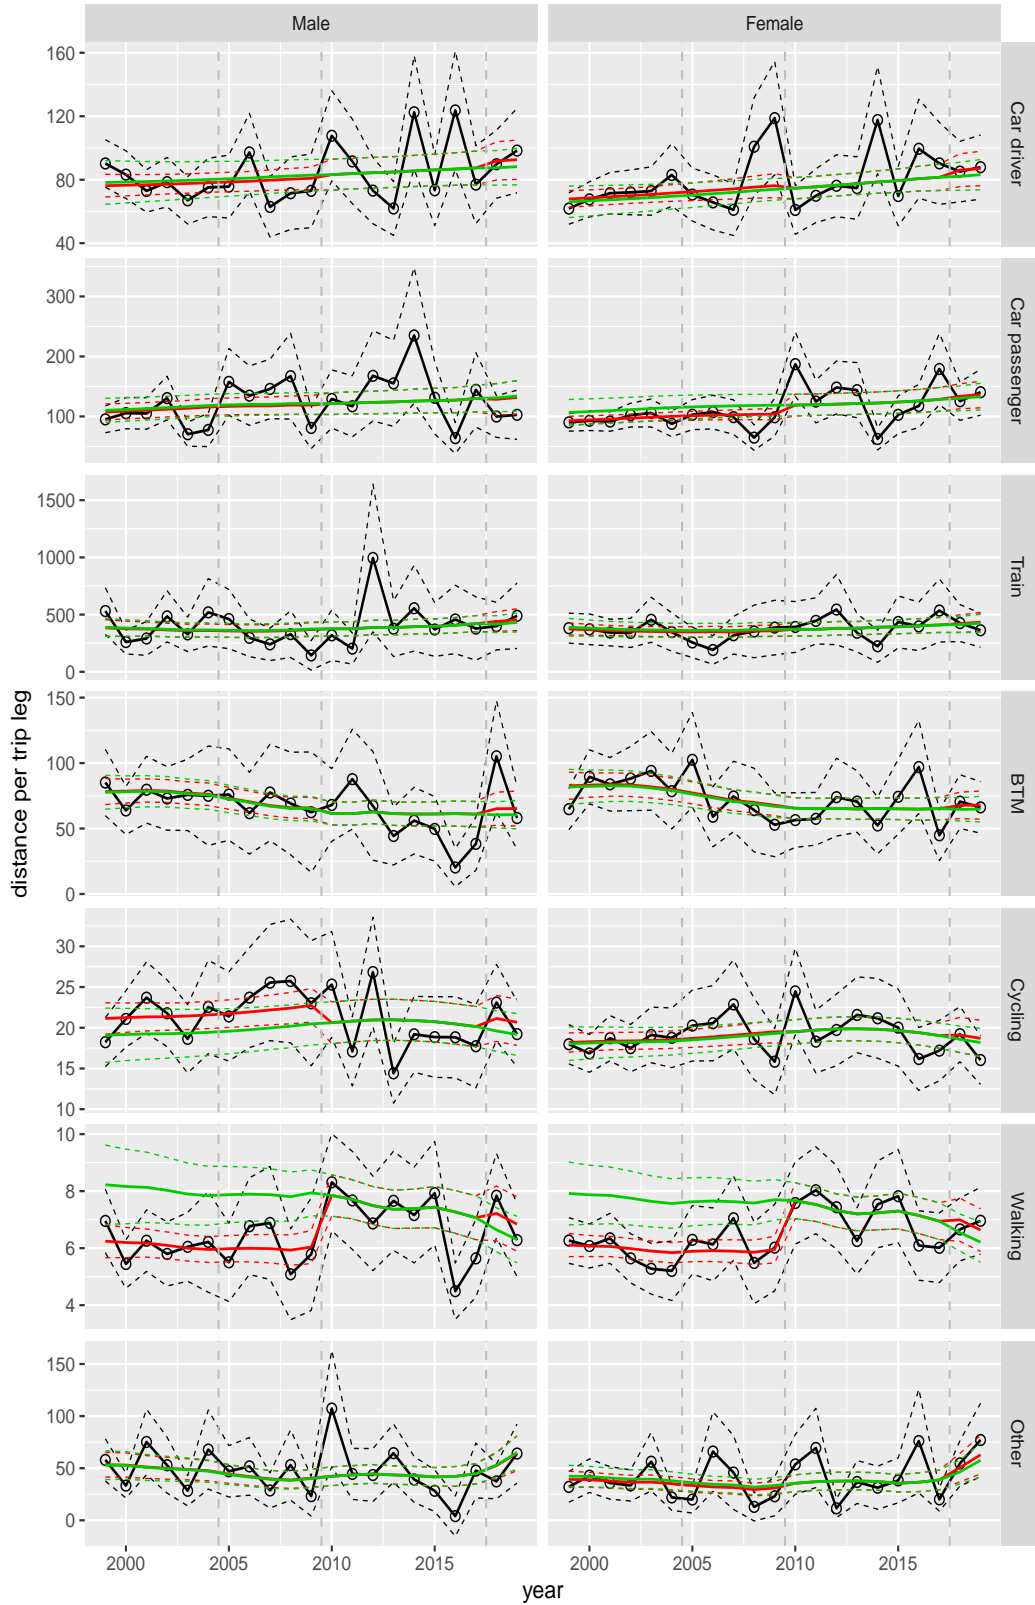 Male Female
160
120
80
40
Car driver
300
200
100
Car passenger
1500
1000
500
0
Train
150
100
50
0
BTM
30
25
20
15
10
Cycling
10
8
6
4
Walking
150
100
50
0
Other
distance per trip leg
2000 2005 2010 2015 2000 2005 2010 2015
year